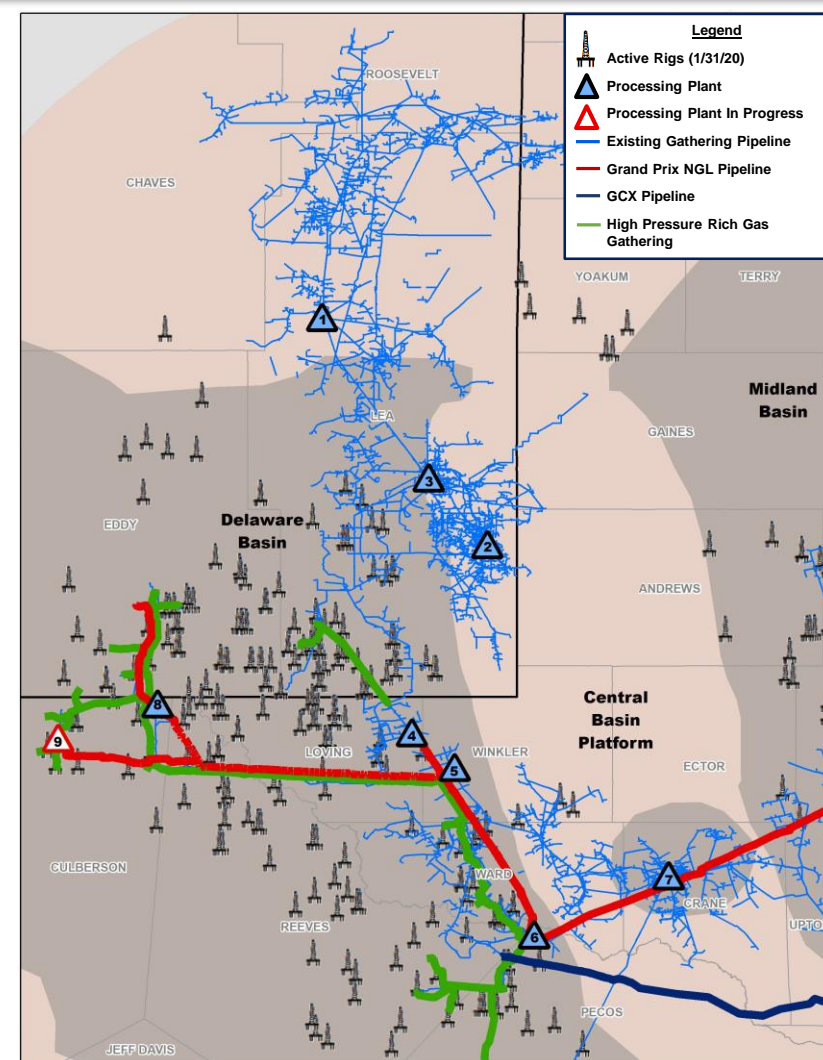 Legend
Active Rigs (1/31/20)
Processing Plant
Processing Plant In Progress
Existing Gathering Pipeline
Grand Prix NGL Pipeline
GCX Pipeline
High Pressure Rich Gas
Gathering
ROOSEVELT
CHAVES
YOAKUM
TERRY
1
Midland
Basin
LEA
GAINES
3
EDDY
Delaware
Basin
2
ANDREWS
Central
Basin
Platform
8
9
4
LOVING
5
WINKLER
ECTOR
CULBERSON
WARD
7
CRANE
REEVES
UPTO
6
PECOS
JEFF DAVIS